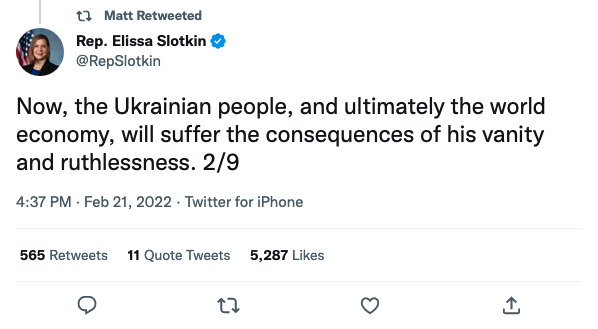 Matt Retweeted
Rep. Elissa Slotkin
@RepSlotkin
Now, the Ukrainian people, and ultimately the world
economy, will suffer the consequences of his vanity
and ruthlessness. 2/9
4:37 PM · Feb 21, 2022 · Twitter for iPhone
565 Retweets 11 Quote Tweets 5,287 Likes